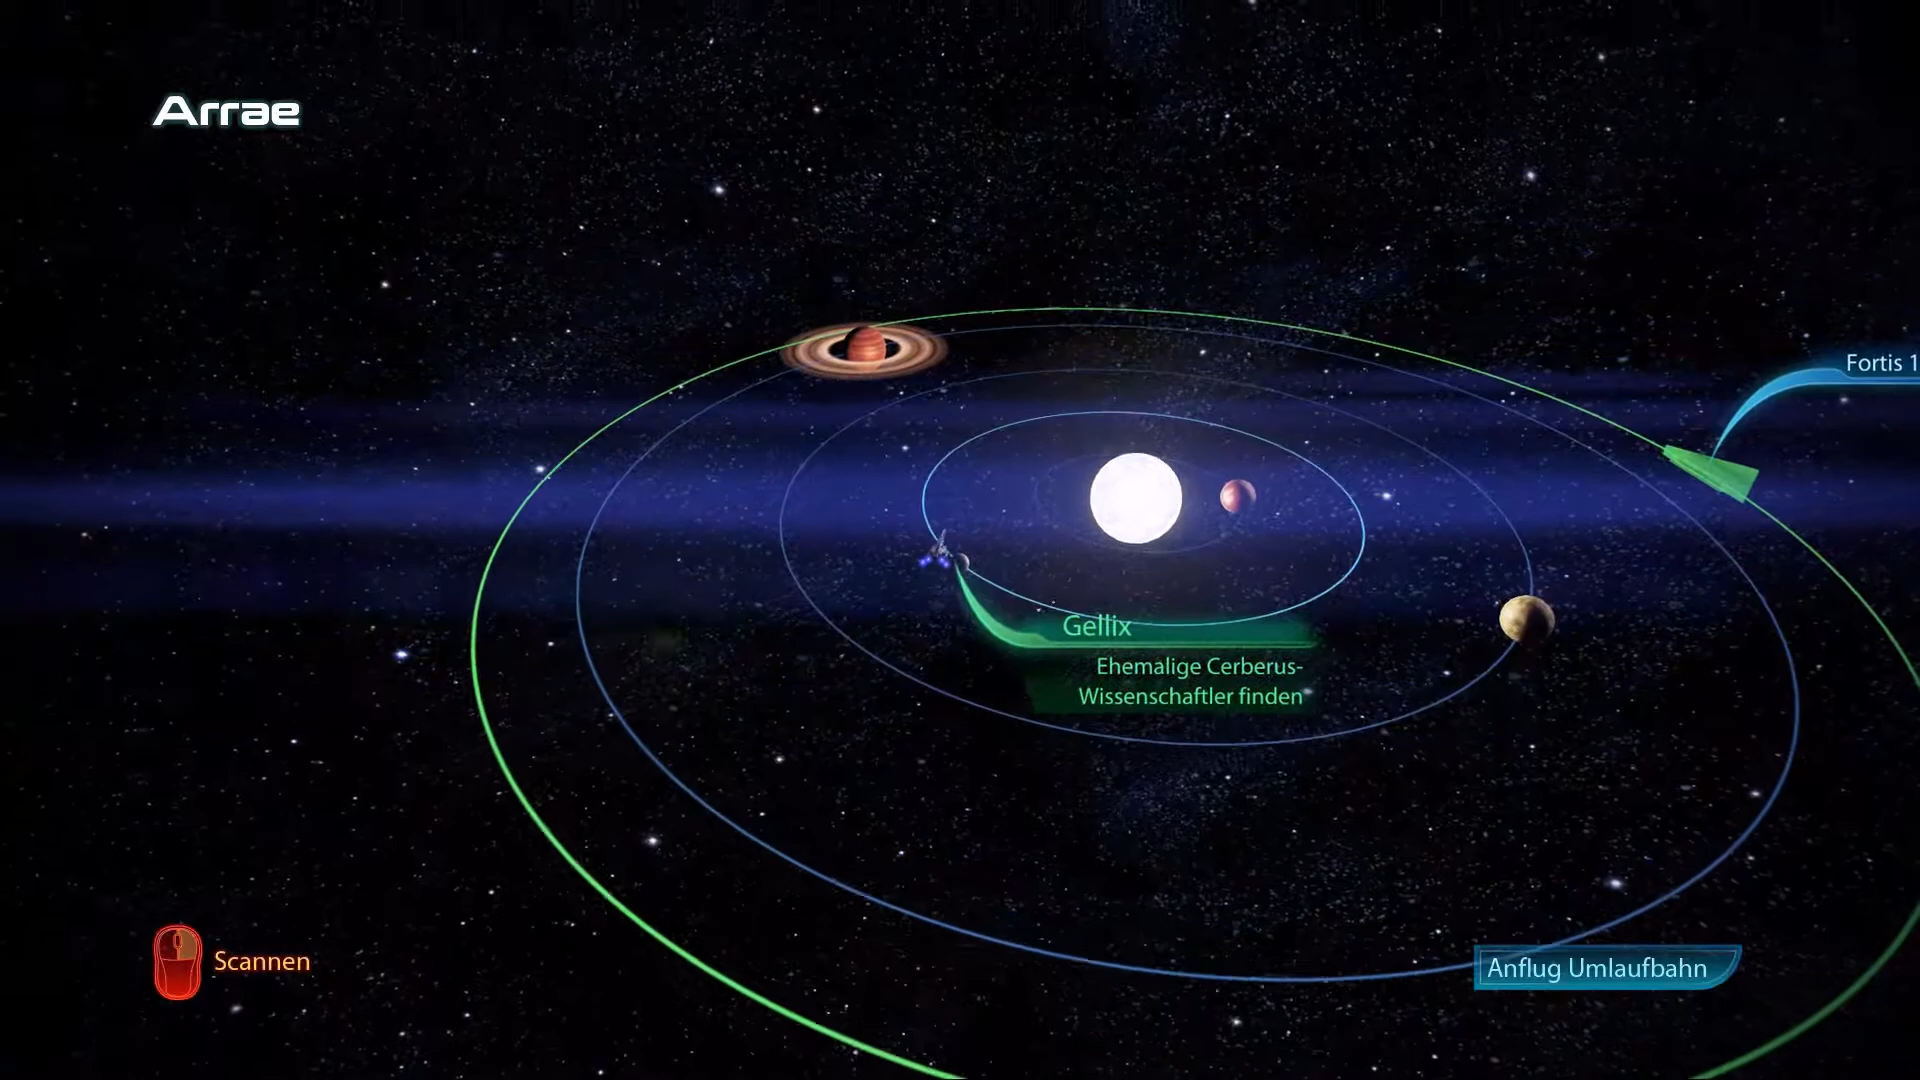 Arrae
Fortis 1
Gellix
Ehemalige Cerberus-
Wissenschaftler finden
Scannen
Anflug Umlaufbahn